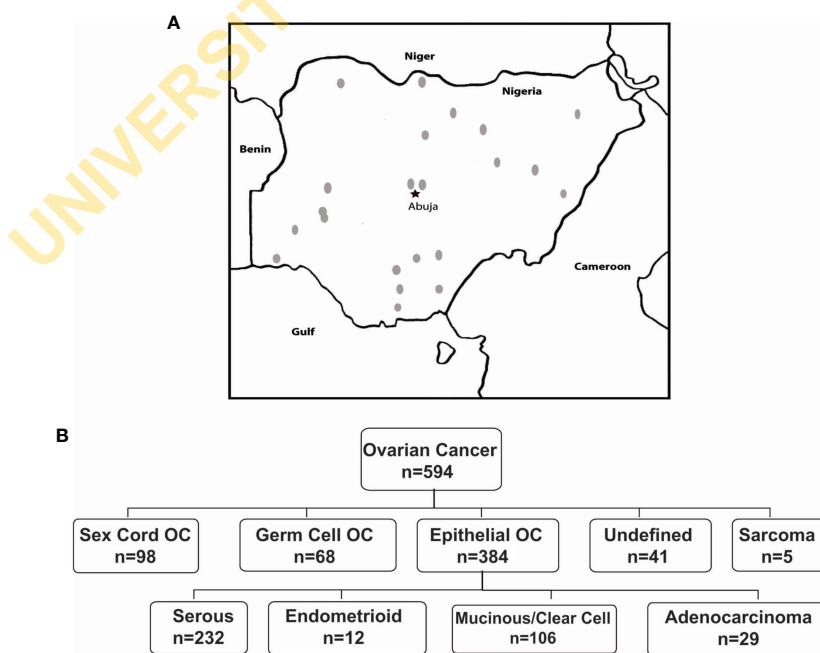 UNIVERSIT
A
Niger
Nigeria
Benin
Abuja
Cameroon
Gulf
B
Ovarian Cancer
n=594
Sex Cord OC
n=98
Germ Cell OC
n=68
Epithelial OC
n=384
Undefined
n=41
Sarcoma
n=5
Serous
n=232
Endometrioid
n=12
Mucinous/Clear Cell
n=106
Adenocarcinoma
n=29